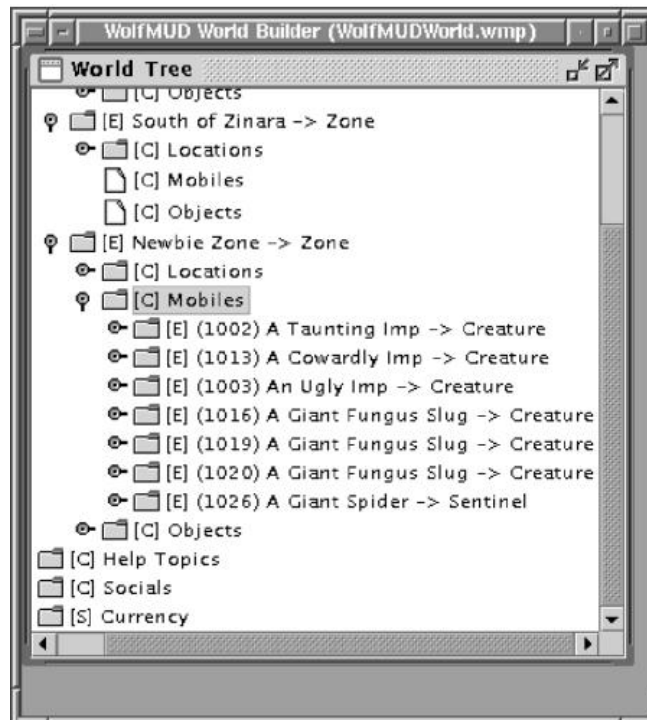 WolfMUD World Builder (WolfMUDWorld.wmp)
World Tree
[C] Objects
[E] South of Zinara -> Zone
[C] Locations
[C] Mobiles
[C] Objects
[E] Newbie Zone -> Zone
[C] Locations
[C] Mobiles
[E] (1002) A Taunting Imp -> Creature
[E] (1013) A Cowardly Imp -> Creature
[E] (1003) An Ugly Imp -> Creature
[E] (1016) A Giant Fungus Slug -> Creature
[E] (1019) A Giant Fungus Slug -> Creature
[E] (1020) A Giant Fungus Slug -> Creature
[E] (1026) A Giant Spider -> Sentinel
[C] Objects
[C] Help Topics
[C] Socials
[S] Currency